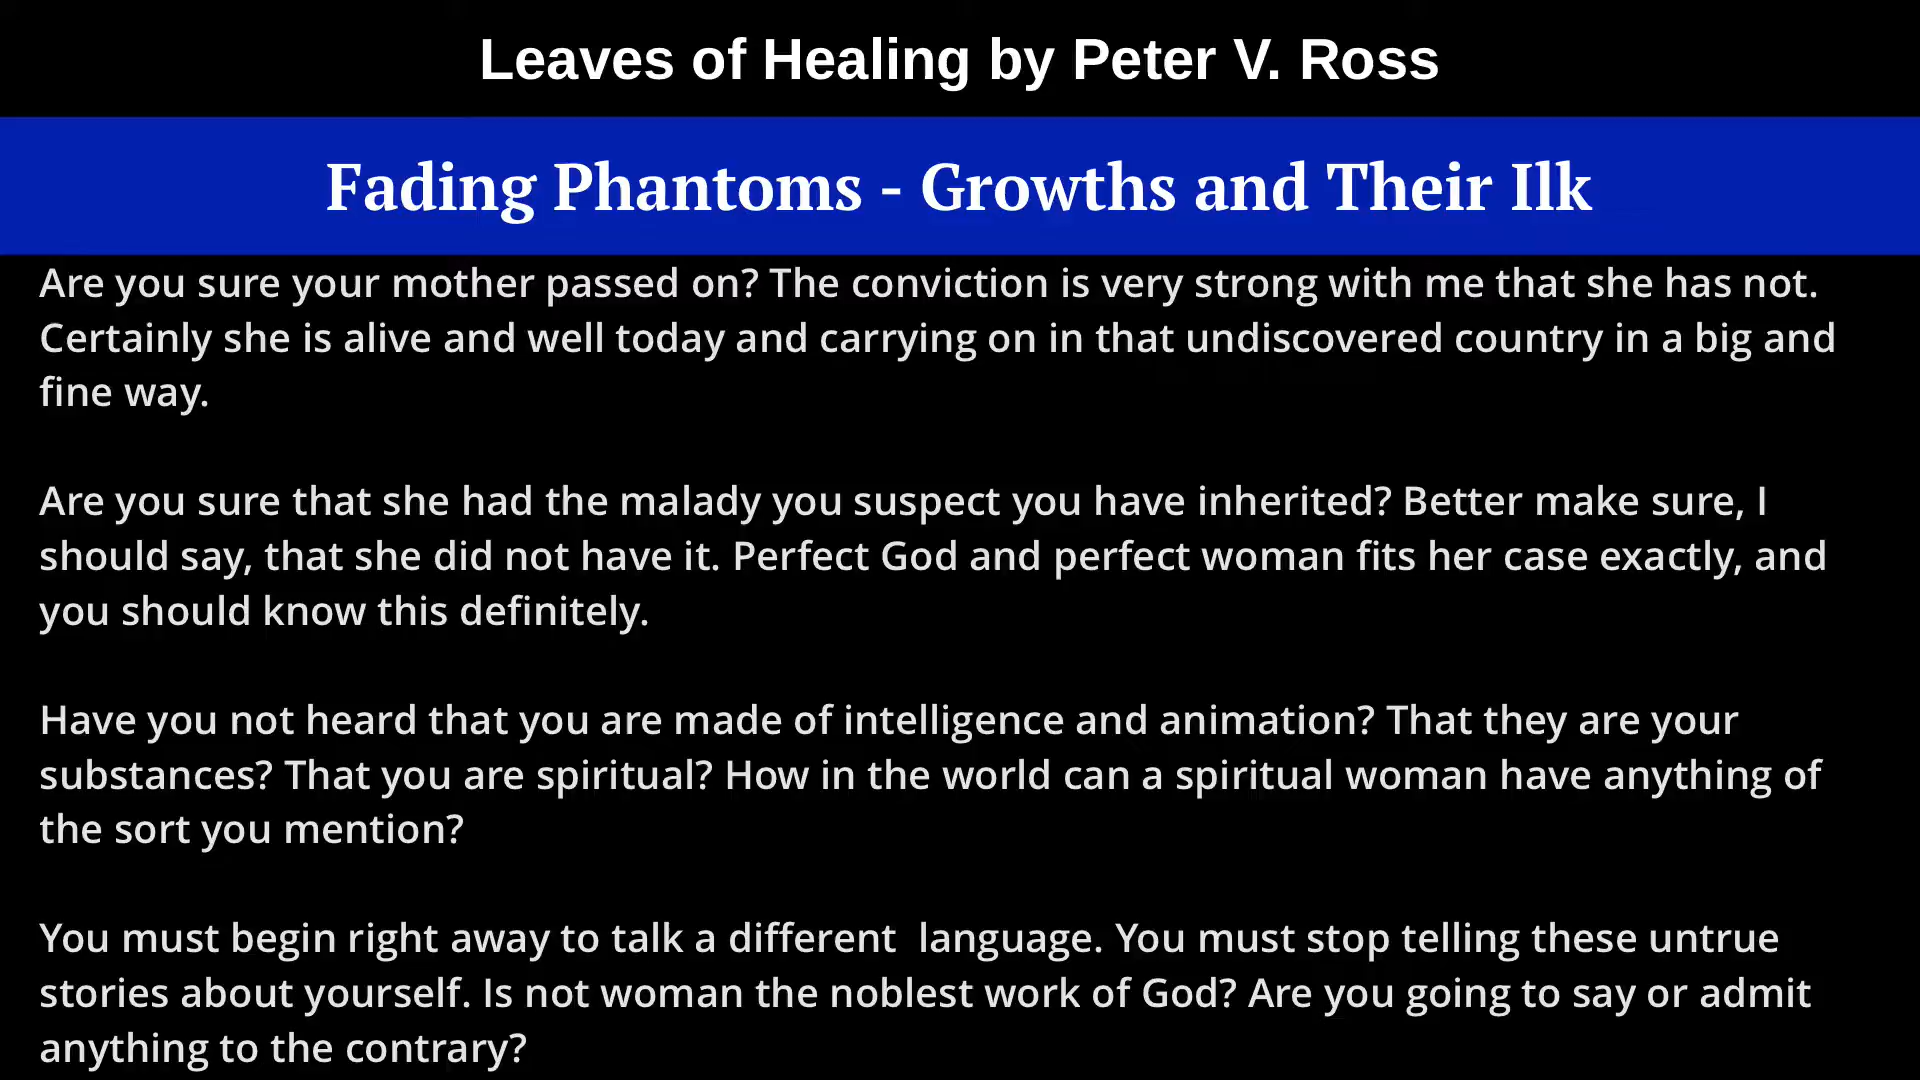 Leaves of Healing by Peter V. Ross
Fading Phantoms - Growths and Their Ilk
Are you sure your mother passed on? The conviction is very strong with me that she has not.
Certainly she is alive and well today and carrying on in that undiscovered country in a big and
fine way.
Are you sure that she had the malady you suspect you have inherited? Better make sure, I
should say, that she did not have it. Perfect God and perfect woman fits her case exactly, and
you should know this definitely.
Have you not heard that you are made of intelligence and animation? That they are your
substances? That you are spiritual? How in the world can a spiritual woman have anything of
the sort you mention?
You must begin right away to talk a different  language. You must stop telling these untrue
stories about yourself. Is not woman the noblest work of God? Are you going to say or admit
anything to the contrary?